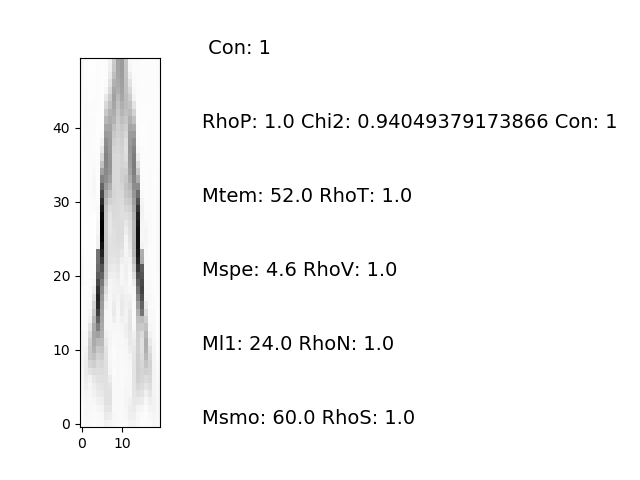 Con: 1
RhoP: 1.0 Chi2: 0.94049379173866 Con: 1
Mtem: 52.0 RhoT: 1.0
Mspe: 4.6 RhoV: 1.0
Ml1: 24.0 RhoN: 1.0
Msmo: 60.0 RhoS: 1.0
40
30
20
10
0
0 10